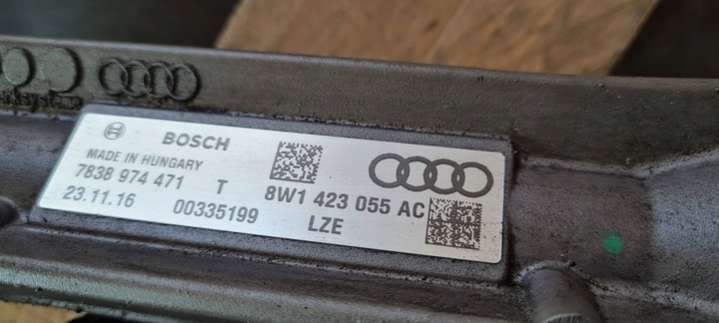 BOSCH
MADE IN HUNGARY
7838 974 471 T
8W1 423 055 AC
23.11.16 00335199
LZE